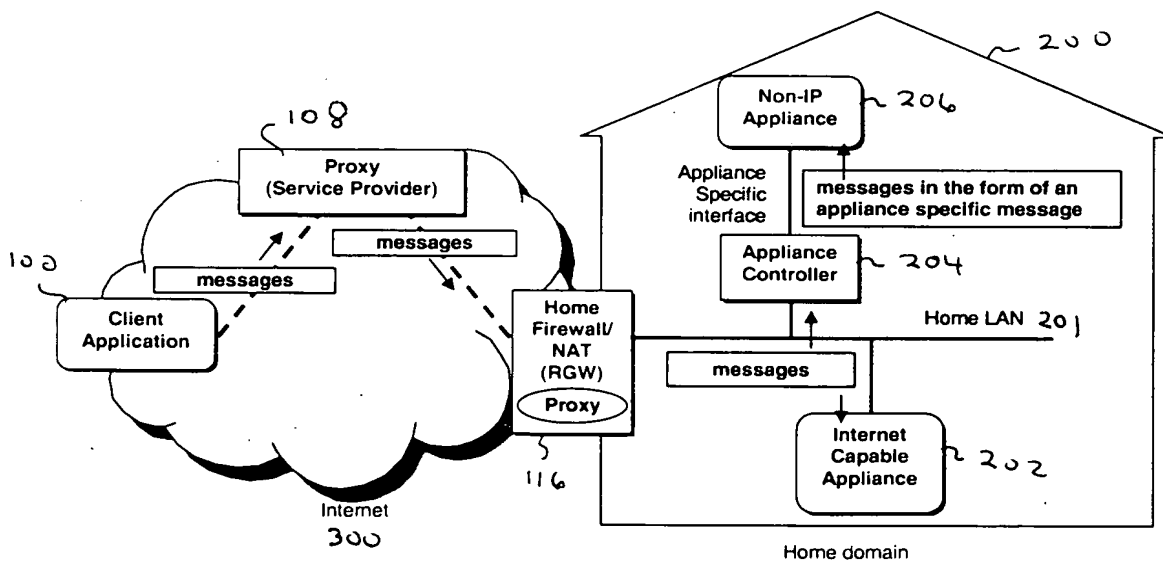 108
Proxy
(Service Provider)
messages
messages
100
Client
Application
Internet
300
Home
Firewall/
NAT
(RGW)
Proxy
116
200
Non-IP
Appliance
206
Appliance
Specific
interface
messages in the form of an
appliance specific message
Appliance
Controller
204
Home LAN 201
messages
Internet
Capable
Appliance
202
Home domain